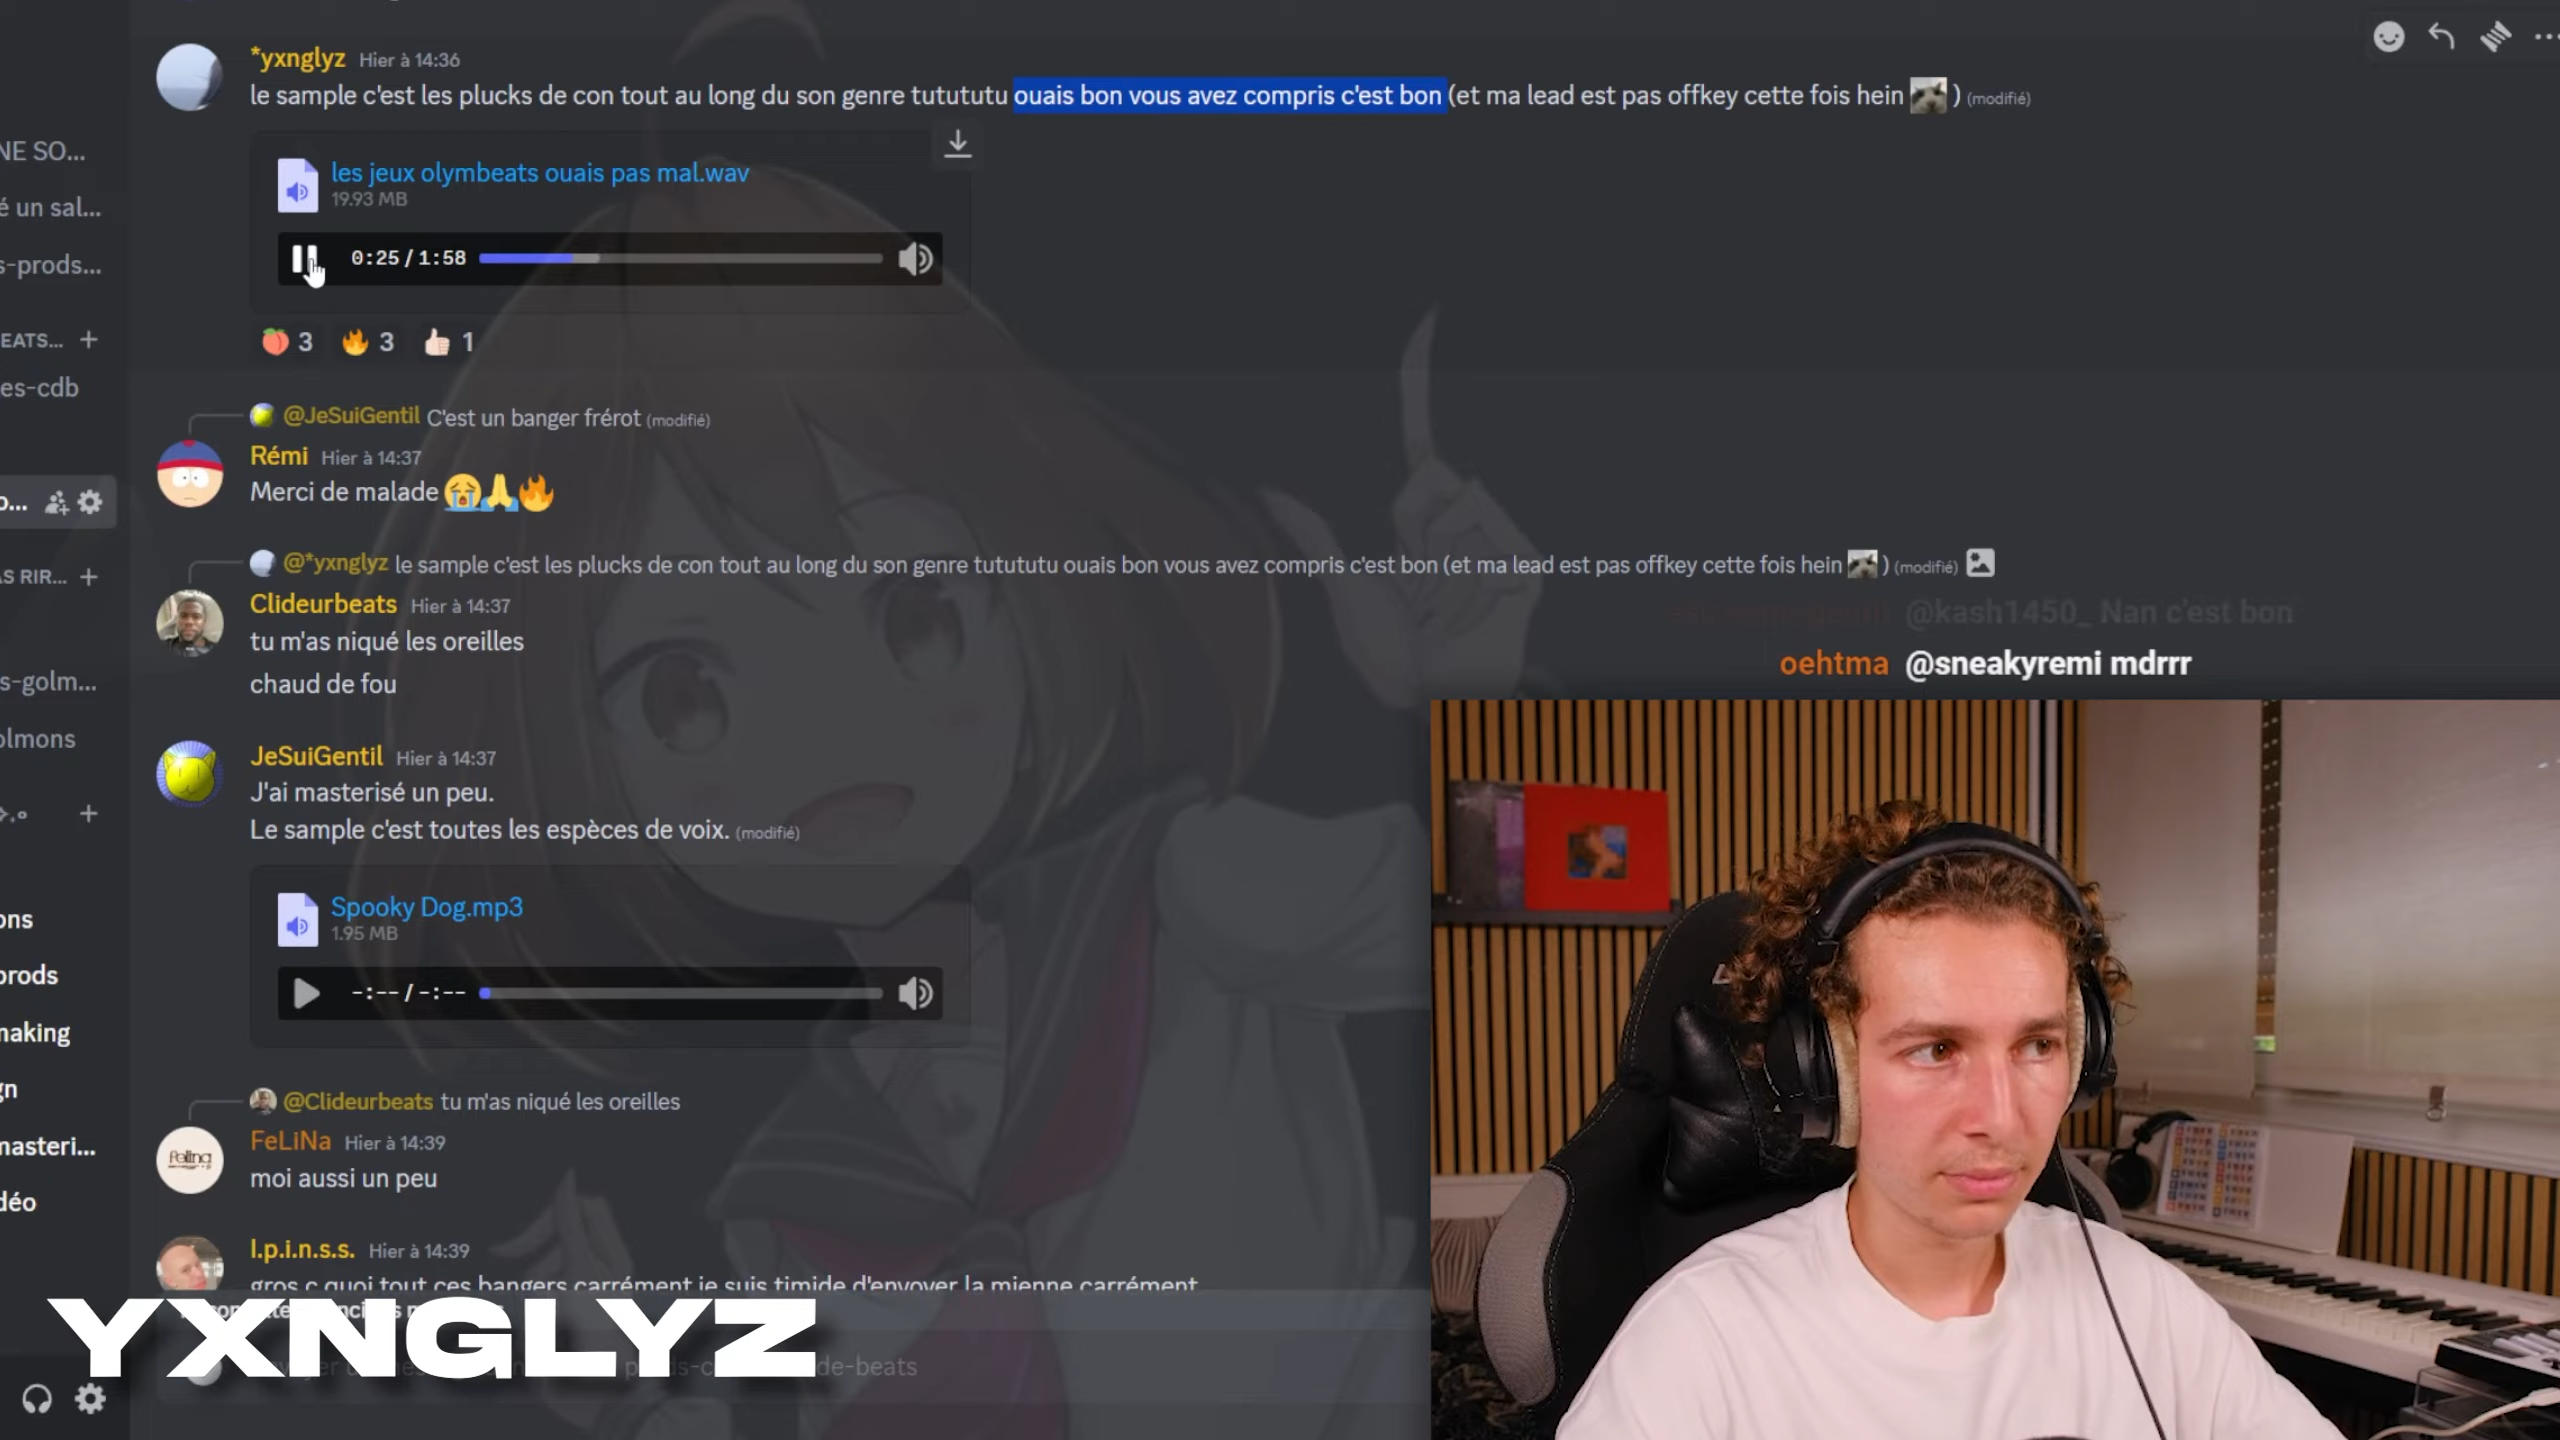 *yxnglyz Hier à 14:36
le sample c'est les plucks de con tout au long du son genre tutututu ouais bon vous avez compris c'est bon (et ma lead est pas offkey cette fois hein ) (modifié)
NE SO...
les jeux olymbeats ouais pas mal.wav
19.93 MB
é un sal...
0:25 / 1:58
s-prods...
EATS... +
3 3 1
es-cdb
@JeSuiGentil C'est un banger frérot (modifié)
Rémi Hier à 14:37
Merci de malade
o...
@*yxnglyz le sample c'est les plucks de con tout au long du son genre tutututu ouais bon vous avez compris c'est bon (et ma lead est pas offkey cette fois hein ) (modifié)
AS RIR... +
Clideurbeats Hier à 14:37
@kash1450_ Nan c'est bon
tu m'as niqué les oreilles
oehtma @sneakyremi mdrrr
chaud de fou
s-golm...
olmons
JeSuiGentil Hier à 14:37
J'ai masterisé un peu.
Le sample c'est toutes les espèces de voix. (modifié)
Spooky Dog.mp3
1.95 MB
ons
prods
-:-- / -:--
making
gn
@Clideurbeats tu m'as niqué les oreilles
FeLiNa Hier à 14:39
masteri...
Felina
moi aussi un peu
déo
l.p.i.n.s.s. Hier à 14:39
gros c quoi tout ces bangers carrément je suis timide d'envoyer la mienne carrément
YXNGLYZ
de-beats